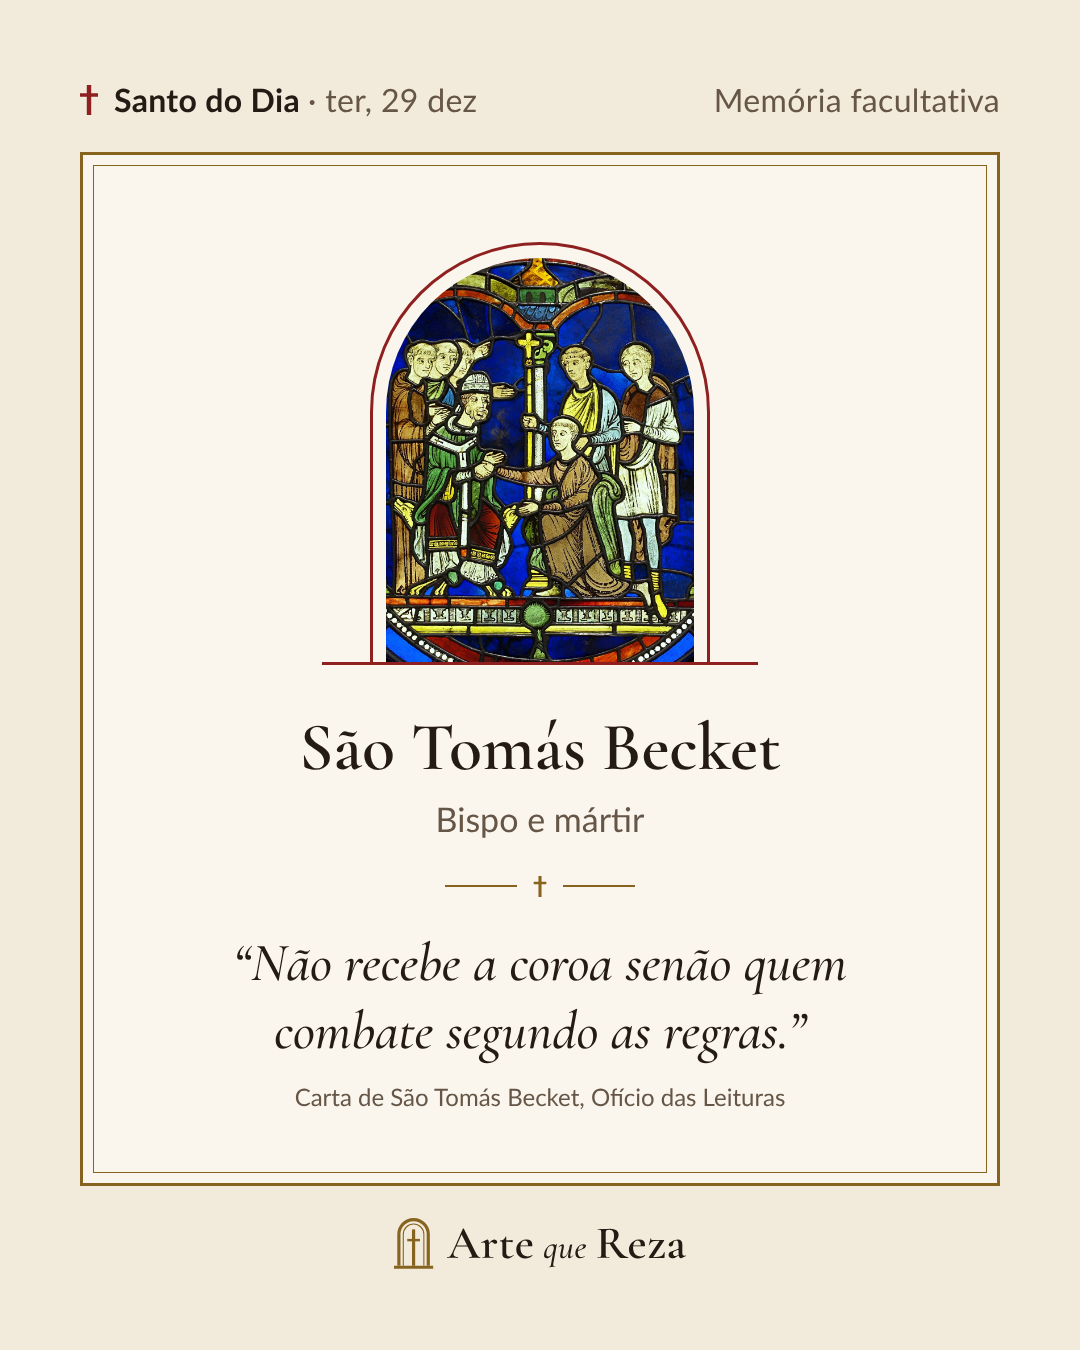 † Santo do Dia · ter, 29 dez
Memória facultativa
São Tomás Becket
Bispo e mártir
“Não recebe a coroa senão quem
combate segundo as regras.”
Carta de São Tomás Becket, Ofício das Leituras
Arte que Reza